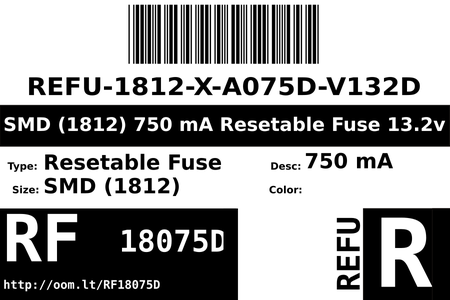 REFU-1812-X-A075D-V132D
SMD (1812) 750 mA Resetable Fuse 13.2v
Type: Resetable Fuse
Desc: 750 mA
Size: SMD (1812)
Color:
RF 18075D
http://oom.lt/RF18075D
REFU
R